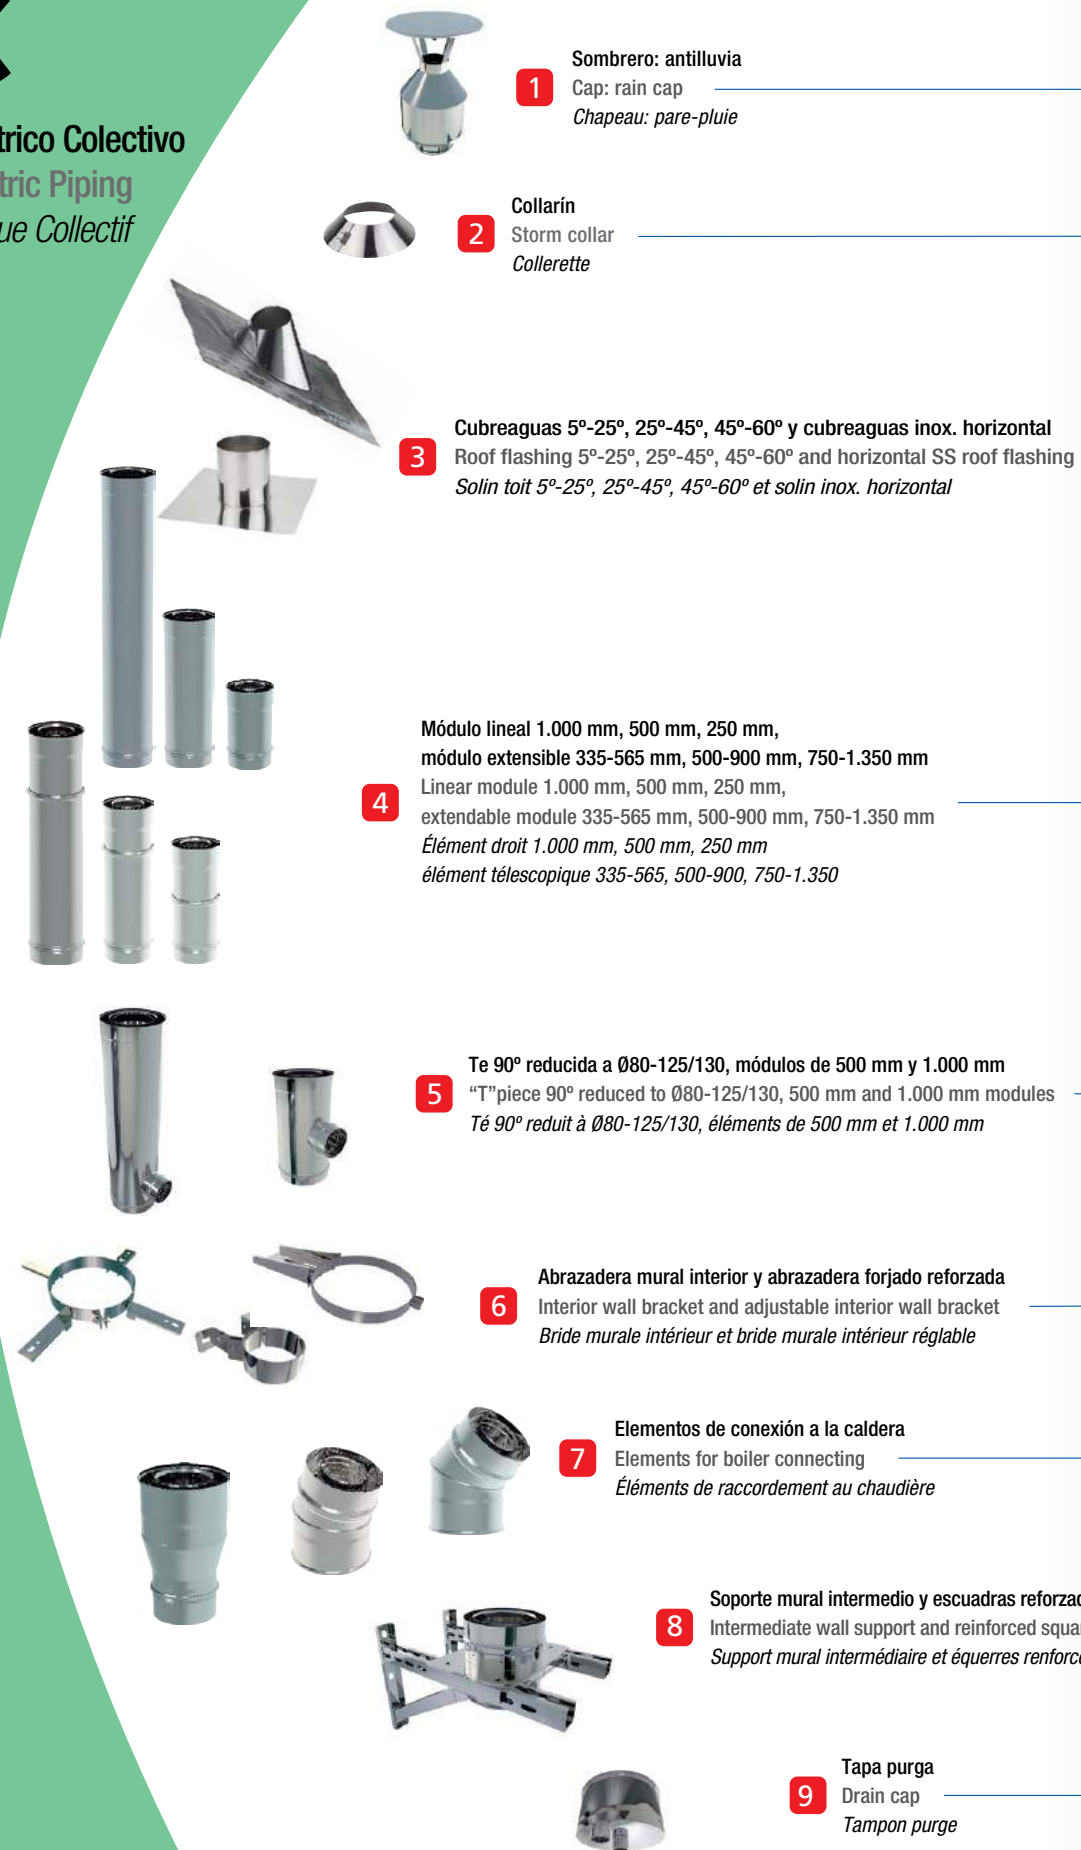 Colectivo
Piping
Collectif
1
Sombrero: antilluvia
Cap: rain cap
Chapeau: pare-pluie
2
Collarín
Storm collar
Collerette
3
Cubreaguas 5º-25º, 25º-45º, 45º-60º y cubreaguas inox. horizontal
Roof flashing 5º-25º, 25º-45º, 45º-60º and horizontal SS roof flashing
Solin toit 5º-25º, 25º-45º, 45º-60º et solin inox. horizontal
4
Módulo lineal 1.000 mm, 500 mm, 250 mm,
módulo extensible 335-565 mm, 500-900 mm, 750-1.350 mm
Linear module 1.000 mm, 500 mm, 250 mm,
extendable module 335-565 mm, 500-900 mm, 750-1.350 mm
Élément droit 1.000 mm, 500 mm, 250 mm
élément télescopique 335-565, 500-900, 750-1.350
5
Te 90º reducida a Ø80-125/130, módulos de 500 mm y 1.000 mm
“T”piece 90º reduced to Ø80-125/130, 500 mm and 1.000 mm modules
Té 90º reduit à Ø80-125/130, éléments de 500 mm et 1.000 mm
6
Abrazadera mural interior y abrazadera forjado reforzada
Interior wall bracket and adjustable interior wall bracket
Bride murale intérieur et bride murale intérieur réglable
7
Elementos de conexión a la caldera
Elements for boiler connecting
Éléments de raccordement au chaudière
8
Soporte mural intermedio y escuadras
Intermediate wall support and reinforced
Support mural intermédiaire et équerres
9
Tapa purga
Drain cap
Tampon purge